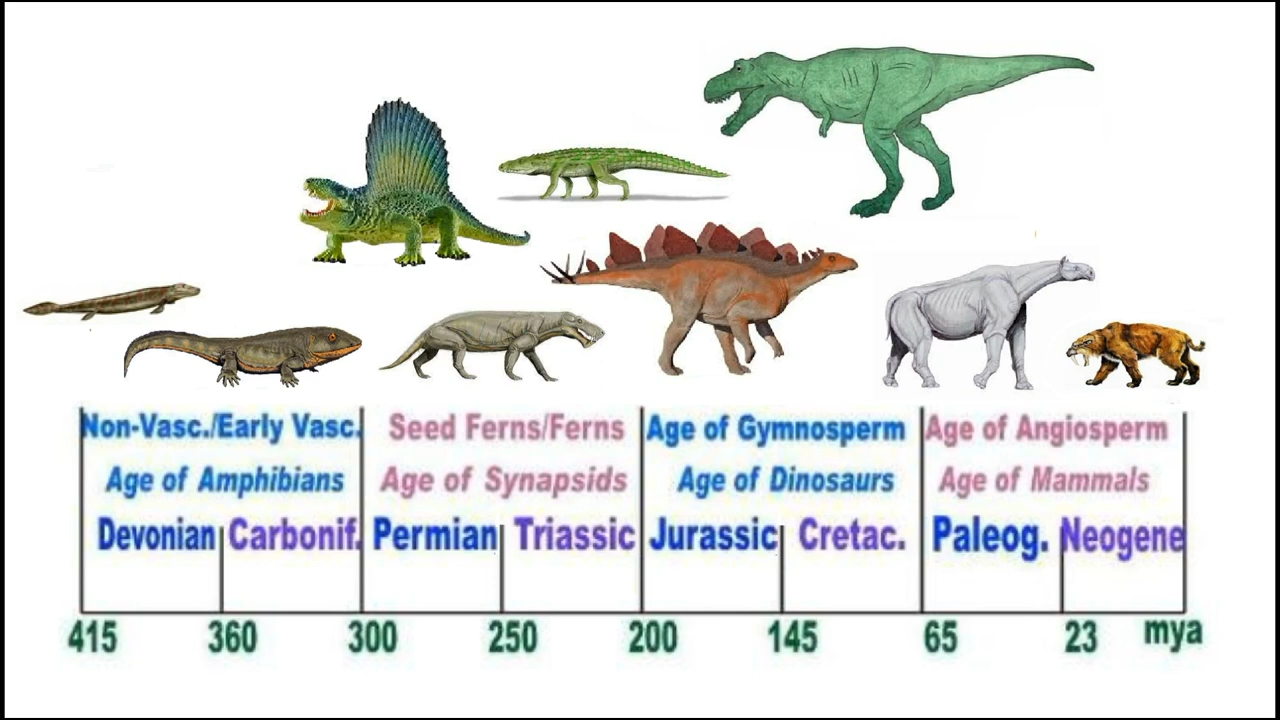 Non-Vasc./Early Vasc. Seed Ferns/Ferns Age of Gymnosperm Age of Angiosperm
Age of Amphibians Age of Synapsids Age of Dinosaurs Age of Mammals
Devonian Carbonif. Permian Triassic Jurassic Cretac. Paleog. Neogene
415 360 300 250 200 145 65 23 mya